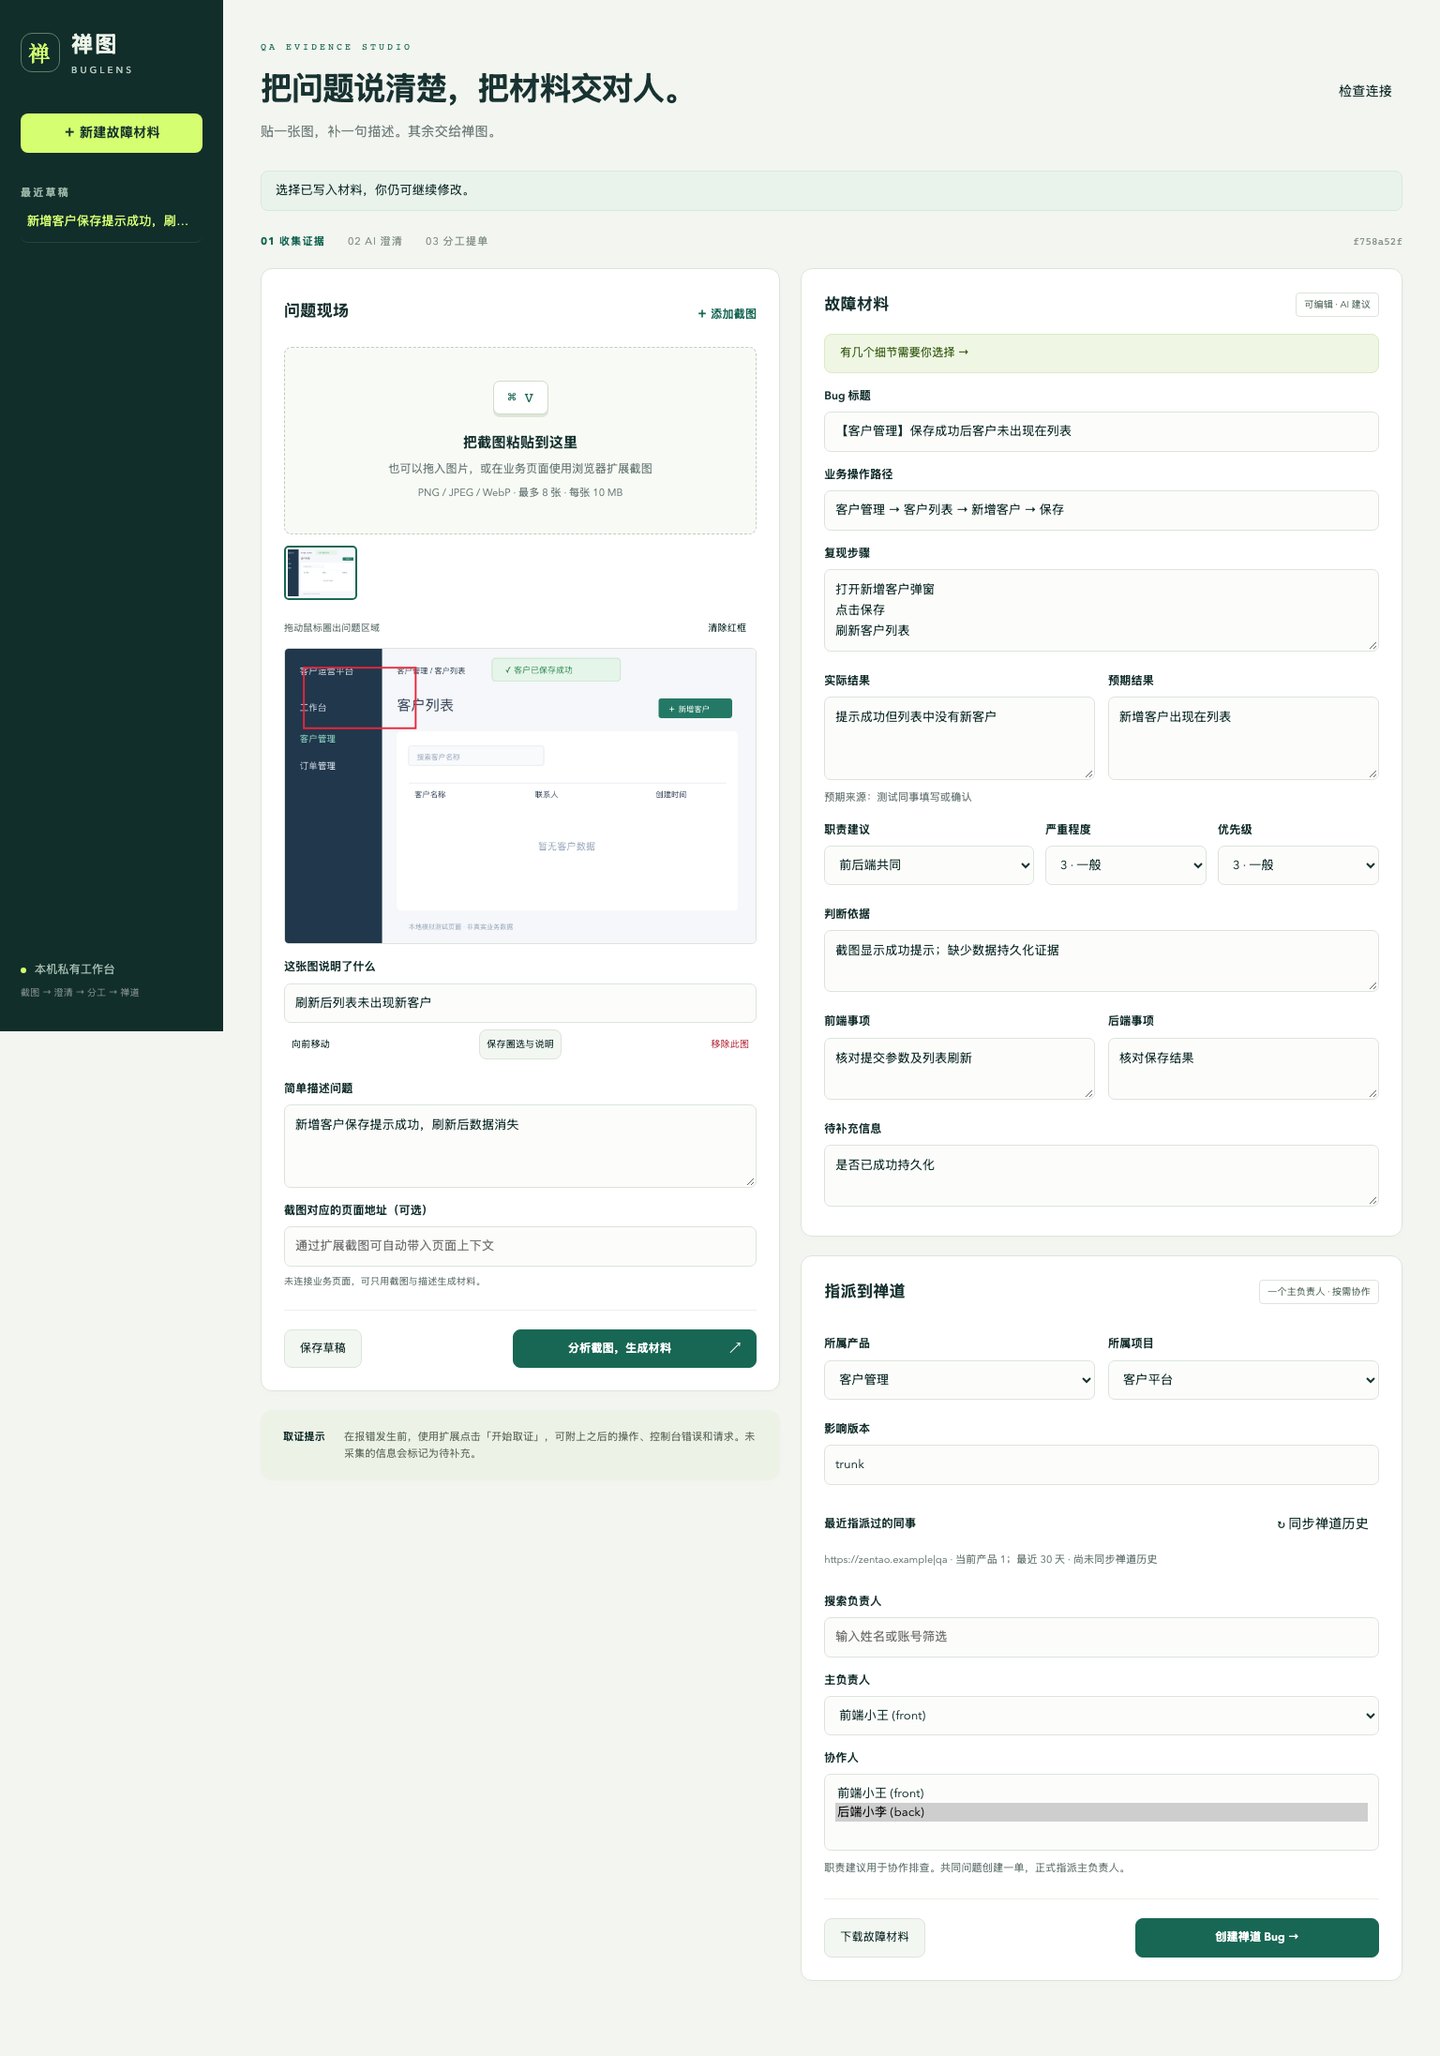 禅
禅图
BUGLENS
+ 新建故障材料
最近草稿
新增客户保存提示成功，刷...
本机私有工作台
截图 → 澄清 → 分工 → 禅道
QA EVIDENCE STUDIO
把问题说清楚，把材料交对人。
贴一张图，补一句描述。其余交给禅图。
检查连接
选择已写入材料，你仍可继续修改。
01 收集证据 02 AI 澄清 03 分工提单
f758a52f
问题现场
+ 添加截图
⌘ V
把截图粘贴到这里
也可以拖入图片，或在业务页面使用浏览器扩展截图
PNG / JPEG / WebP · 最多 8 张 · 每张 10 MB
拖动鼠标圈出问题区域
清除红框
客户运营平台
工作台
客户管理
订单管理
客户管理 / 客户列表
✓ 客户已保存成功
客户列表
+ 新增客户
搜索客户名称
客户名称 联系人 创建时间
暂无客户数据
本地模拟测试页面 · 非真实业务数据
这张图说明了什么
刷新后列表未出现新客户
向前移动
保存圈选与说明
移除此图
简单描述问题
新增客户保存提示成功，刷新后数据消失
截图对应的页面地址（可选）
通过扩展截图可自动带入页面上下文
未连接业务页面，可只用截图与描述生成材料。
保存草稿
分析截图，生成材料 ↗
取证提示
在报错发生前，使用扩展点击「开始取证」，可附上之后的操作、控制台错误和请求。未
采集的信息会标记为待补充。
故障材料
可编辑 · AI 建议
有几个细节需要你选择 →
Bug 标题
【客户管理】保存成功后客户未出现在列表
业务操作路径
客户管理 → 客户列表 → 新增客户 → 保存
复现步骤
打开新增客户弹窗
点击保存
刷新客户列表
实际结果
提示成功但列表中没有新客户
预期结果
新增客户出现在列表
预期来源：测试同事填写或确认
职责建议
前后端共同
严重程度
3 · 一般
优先级
3 · 一般
判断依据
截图显示成功提示；缺少数据持久化证据
前端事项
核对提交参数及列表刷新
后端事项
核对保存结果
待补充信息
是否已成功持久化
指派到禅道
一个主负责人 · 按需协作
所属产品
客户管理
所属项目
客户平台
影响版本
trunk
最近指派过的同事
↻ 同步禅道历史
https://zentao.example|qa · 当前产品 1；最近 30 天 · 尚未同步禅道历史
搜索负责人
输入姓名或账号筛选
主负责人
前端小王 (front)
协作人
前端小王 (front)
后端小李 (back)
职责建议用于协作排查。共同问题创建一单，正式指派主负责人。
下载故障材料
创建禅道 Bug →